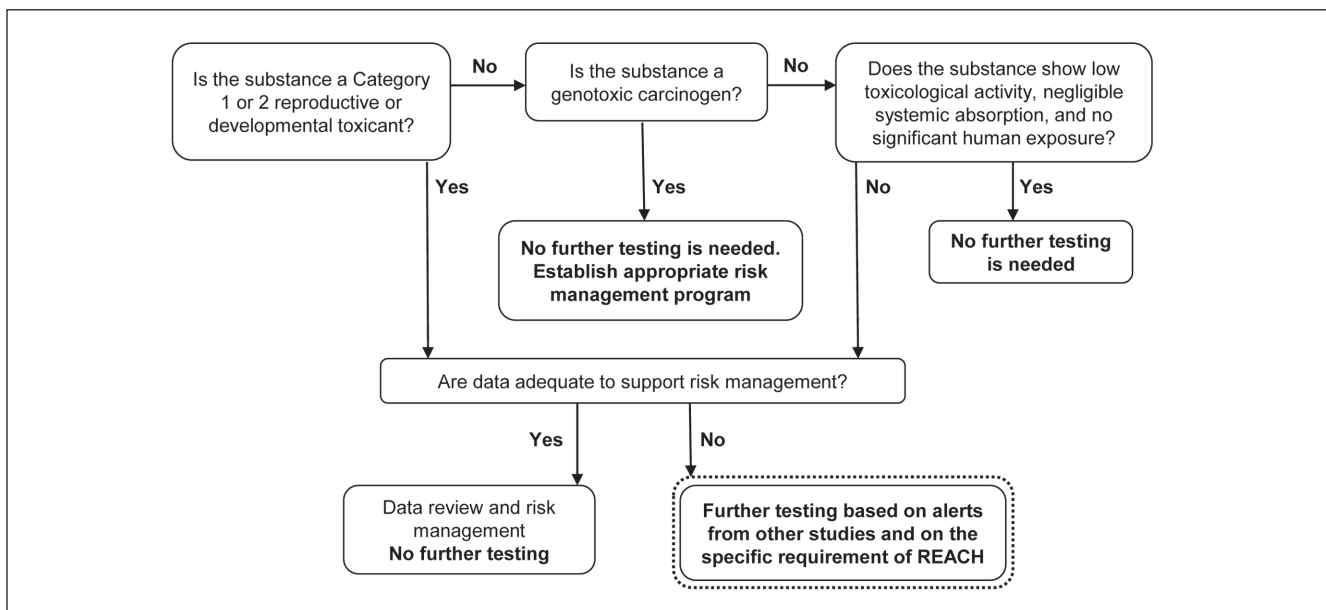 Is the substance a Category
1 or 2 reproductive or
developmental toxicant?
No
Is the substance a
genotoxic carcinogen?
No
Does the substance show low
toxicological activity, negligible
systemic absorption, and no
significant human exposure?
Yes
Yes
No
Yes
No further testing is needed.
Establish appropriate risk
management program
No further testing
is needed
Are data adequate to support risk management?
Yes
No
Data review and risk
management
No further testing
Further testing based on alerts
from other studies and on the
specific requirement of REACH